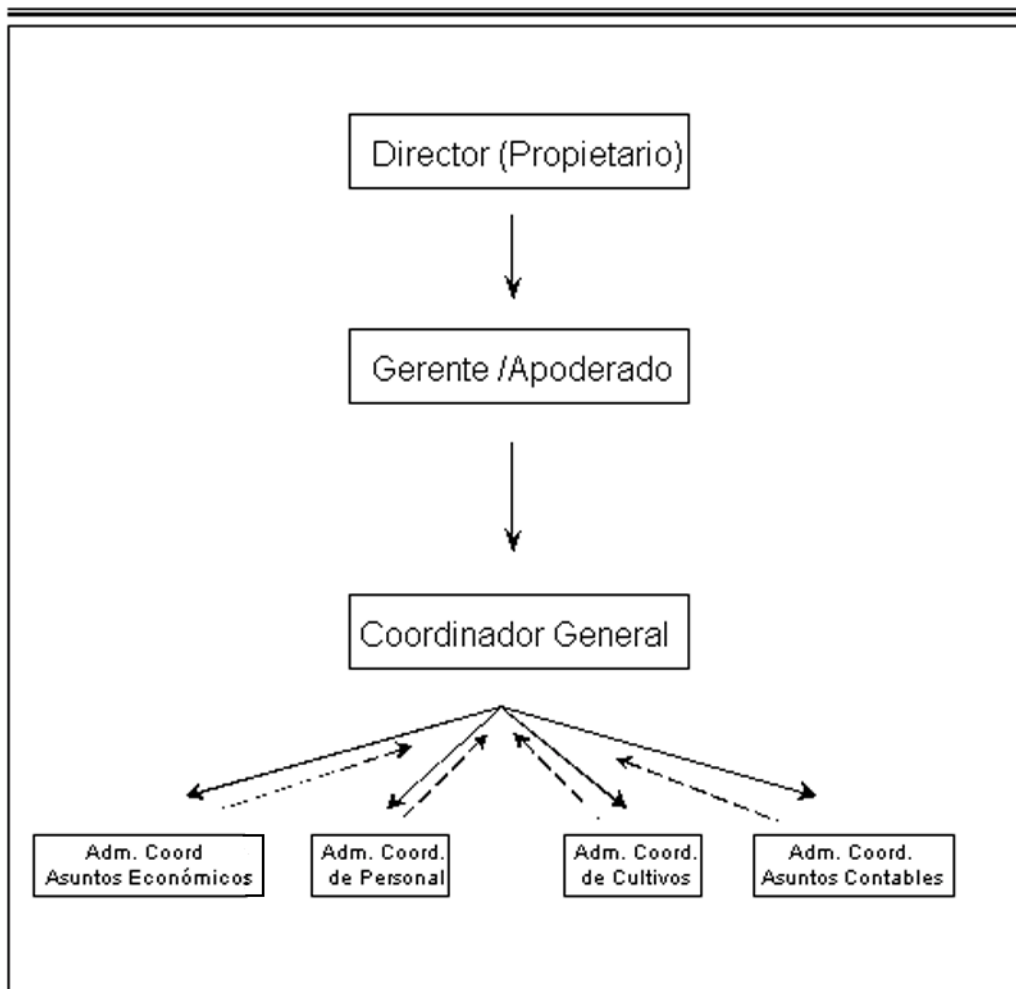 Director (Propietario)
Gerente /Apoderado
Coordinador General
Adm. Coord
Asuntos Económicos
Adm. Coord.
de Personal
Adm. Coord.
de Cultivos
Adm. Coord.
Asuntos Contables